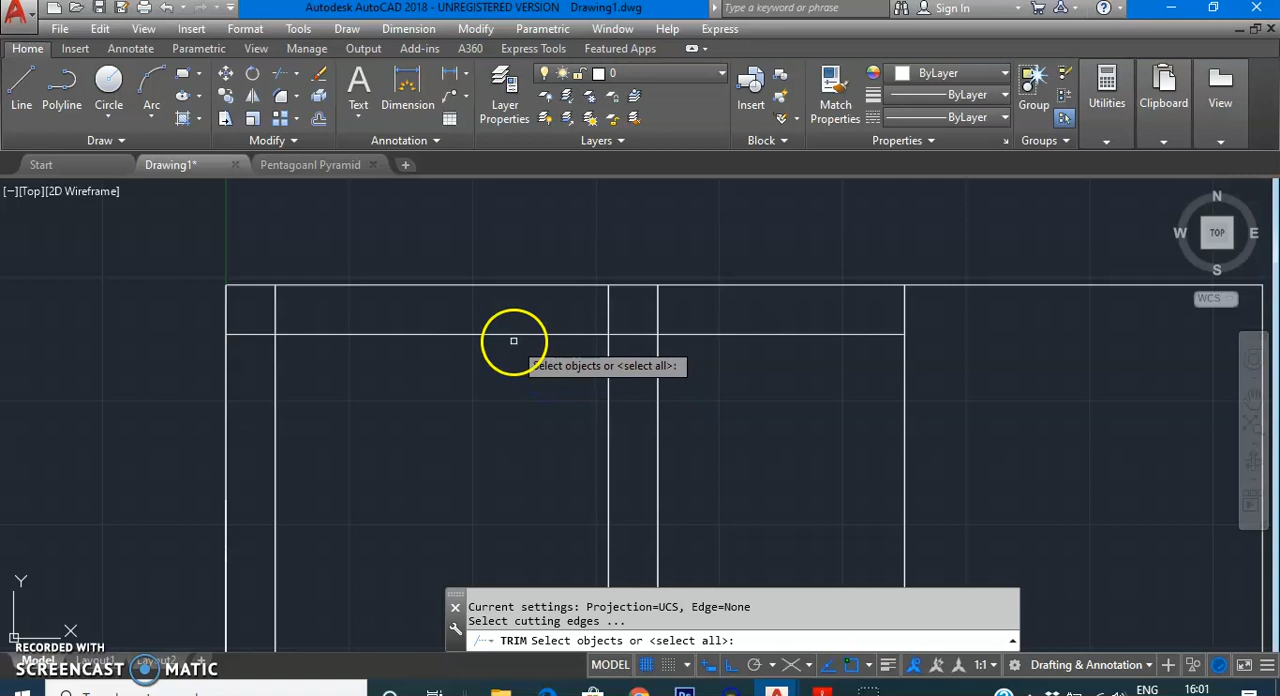 Autodesk AutoCAD 2018 - UNREGISTERED VERSION Drawing1.dwg
Type a keyword or phrase
Sign In
File Edit View Insert Format Tools Draw Dimension Modify Parametric Window Help Express
Home Insert Annotate Parametric View Manage Output Add-ins A360 Express Tools Featured Apps
0
ByLayer
ByLayer
ByLayer
Line Polyline Circle Arc Text Dimension Layer Properties Insert Match Properties Group Utilities Clipboard View
Draw Modify Annotation Layers Block Properties Groups
Start Drawing1* Pentagoanl Pyramid
[−][Top][2D Wireframe]
N
W TOP E
S
WCS
Select objects or <select all>:
Y
X
Current settings: Projection=UCS, Edge=None
Select cutting edges ...
TRIM Select objects or <select all>:
RECORDED WITH
SCREENCAST MATIC
Model Layout1 Layout2
MODEL 1:1 Drafting & Annotation
ENG
16:01